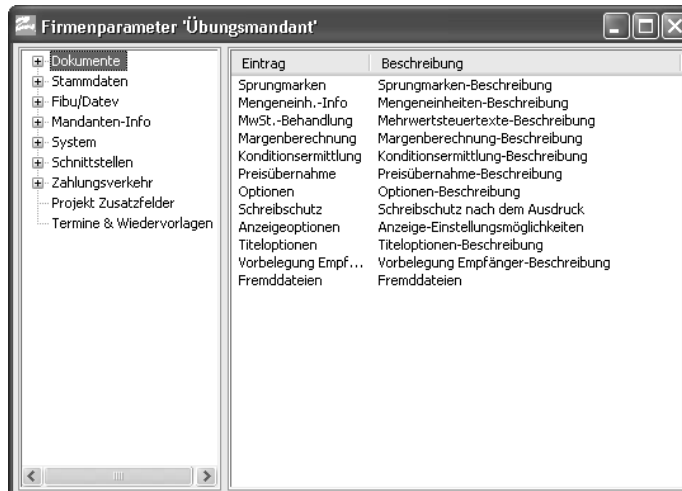 Firmenparameter 'Übungsmandant'
Dokumente
Stammdaten
Fibu/Datev
Mandanten-Info
System
Schnittstellen
Zahlungsverkehr
Projekt Zusatzfelder
Termine & Wiedervorlagen
Eintrag Beschreibung
Sprungmarken Sprungmarken-Beschreibung
Mengeneinh.-Info Mengeneinheiten-Beschreibung
MwSt.-Behandlung Mehrwertsteuertexte-Beschreibung
Margenberechnung Margenberechnung-Beschreibung
Konditionsermittlung Konditionsermittlung-Beschreibung
Preisübernahme Preisübernahme-Beschreibung
Optionen Optionen-Beschreibung
Schreibschutz Schreibschutz nach dem Ausdruck
Anzeigeoptionen Anzeige-Einstellungsmöglichkeiten
Titeloptionen Titeloptionen-Beschreibung
Vorbelegung Empf... Vorbelegung Empfänger-Beschreibung
Fremddateien Fremddateien